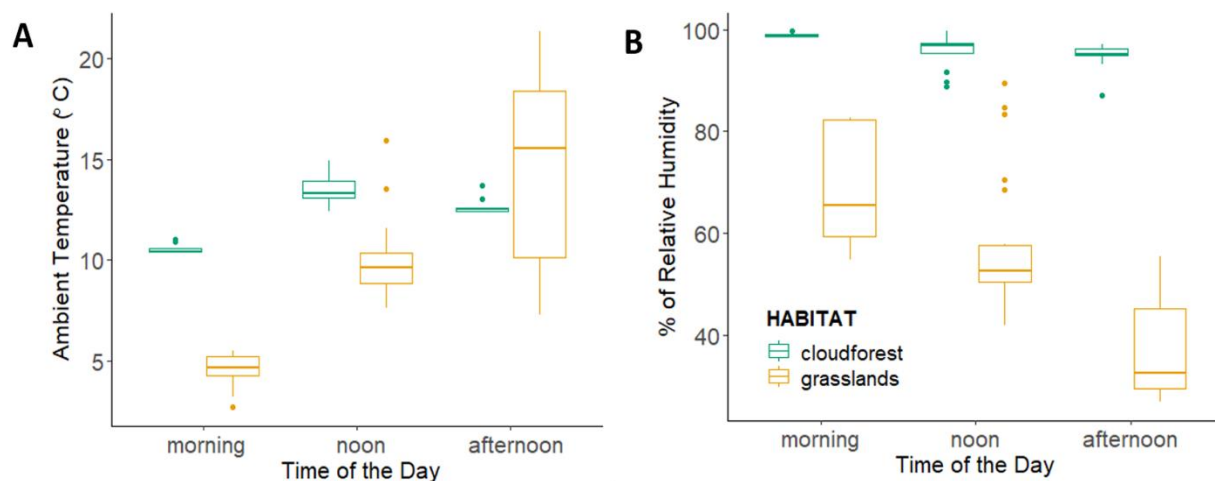 A
Ambient Temperature (° C)
20
15
10
5
morning
noon
afternoon
Time of the Day
B
% of Relative Humidity
100
80
60
40
HABITAT
cloudforest
grasslands
morning
noon
afternoon
Time of the Day